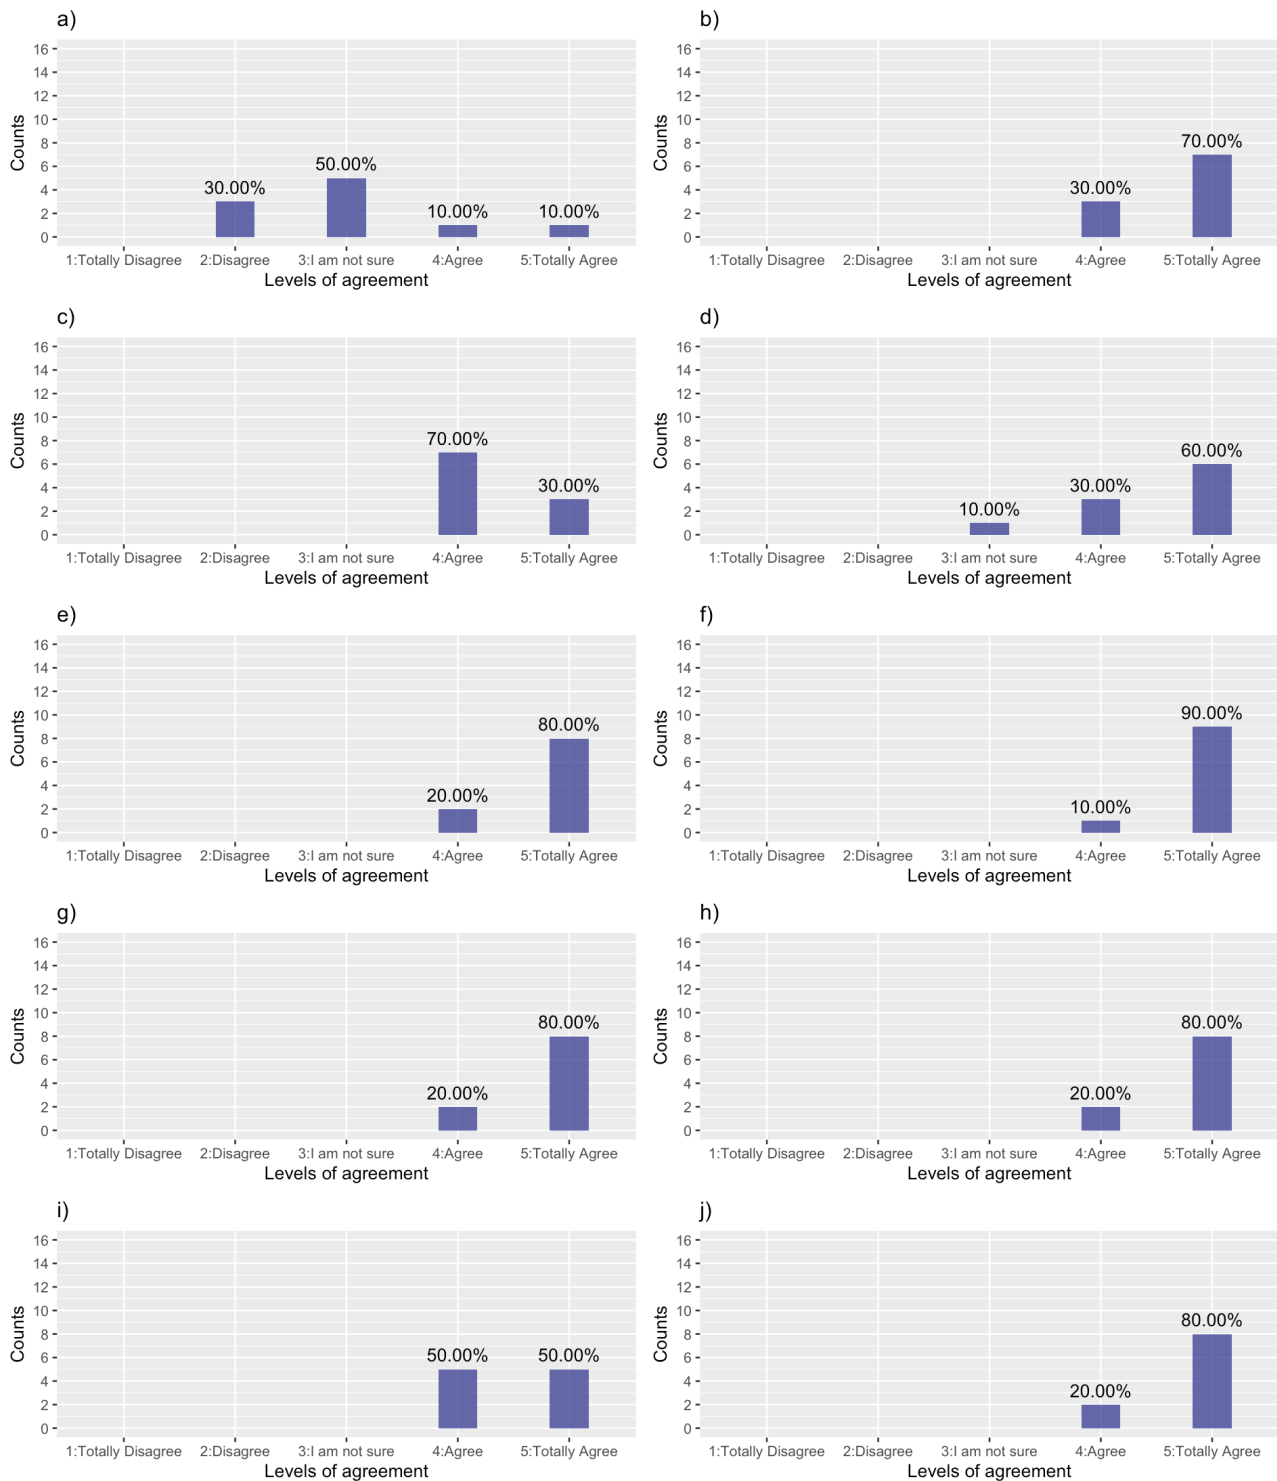 a)
16
14
12
10
8
6
4
2
0
Counts
30.00%
50.00%
10.00%
10.00%
1:Totally Disagree 2:Disagree 3:I am not sure 4:Agree 5:Totally Agree
Levels of agreement
b)
16
14
12
10
8
6
4
2
0
Counts
30.00%
70.00%
1:Totally Disagree 2:Disagree 3:I am not sure 4:Agree 5:Totally Agree
Levels of agreement
c)
16
14
12
10
8
6
4
2
0
Counts
70.00%
30.00%
1:Totally Disagree 2:Disagree 3:I am not sure 4:Agree 5:Totally Agree
Levels of agreement
d)
16
14
12
10
8
6
4
2
0
Counts
10.00%
30.00%
60.00%
1:Totally Disagree 2:Disagree 3:I am not sure 4:Agree 5:Totally Agree
Levels of agreement
e)
16
14
12
10
8
6
4
2
0
Counts
20.00%
80.00%
1:Totally Disagree 2:Disagree 3:I am not sure 4:Agree 5:Totally Agree
Levels of agreement
f)
16
14
12
10
8
6
4
2
0
Counts
10.00%
90.00%
1:Totally Disagree 2:Disagree 3:I am not sure 4:Agree 5:Totally Agree
Levels of agreement
g)
16
14
12
10
8
6
4
2
0
Counts
20.00%
80.00%
1:Totally Disagree 2:Disagree 3:I am not sure 4:Agree 5:Totally Agree
Levels of agreement
h)
16
14
12
10
8
6
4
2
0
Counts
20.00%
80.00%
1:Totally Disagree 2:Disagree 3:I am not sure 4:Agree 5:Totally Agree
Levels of agreement
i)
16
14
12
10
8
6
4
2
0
Counts
50.00%
50.00%
1:Totally Disagree 2:Disagree 3:I am not sure 4:Agree 5:Totally Agree
Levels of agreement
j)
16
14
12
10
8
6
4
2
0
Counts
20.00%
80.00%
1:Totally Disagree 2:Disagree 3:I am not sure 4:Agree 5:Totally Agree
Levels of agreement